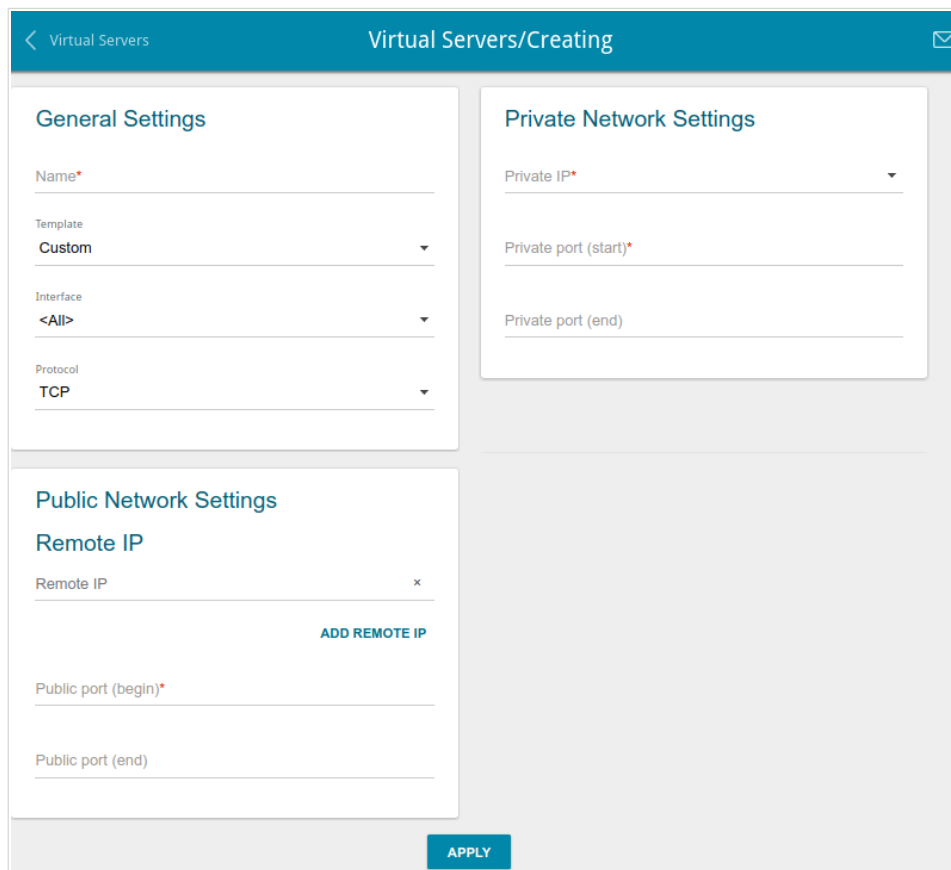 Virtual Servers
Virtual Servers/Creating
General Settings
Name*
Template
Custom
Interface
<All>
Protocol
TCP
Private Network Settings
Private IP*
Private port (start)*
Private port (end)
Public Network Settings
Remote IP
Remote IP
×
ADD REMOTE IP
Public port (begin)*
Public port (end)
APPLY